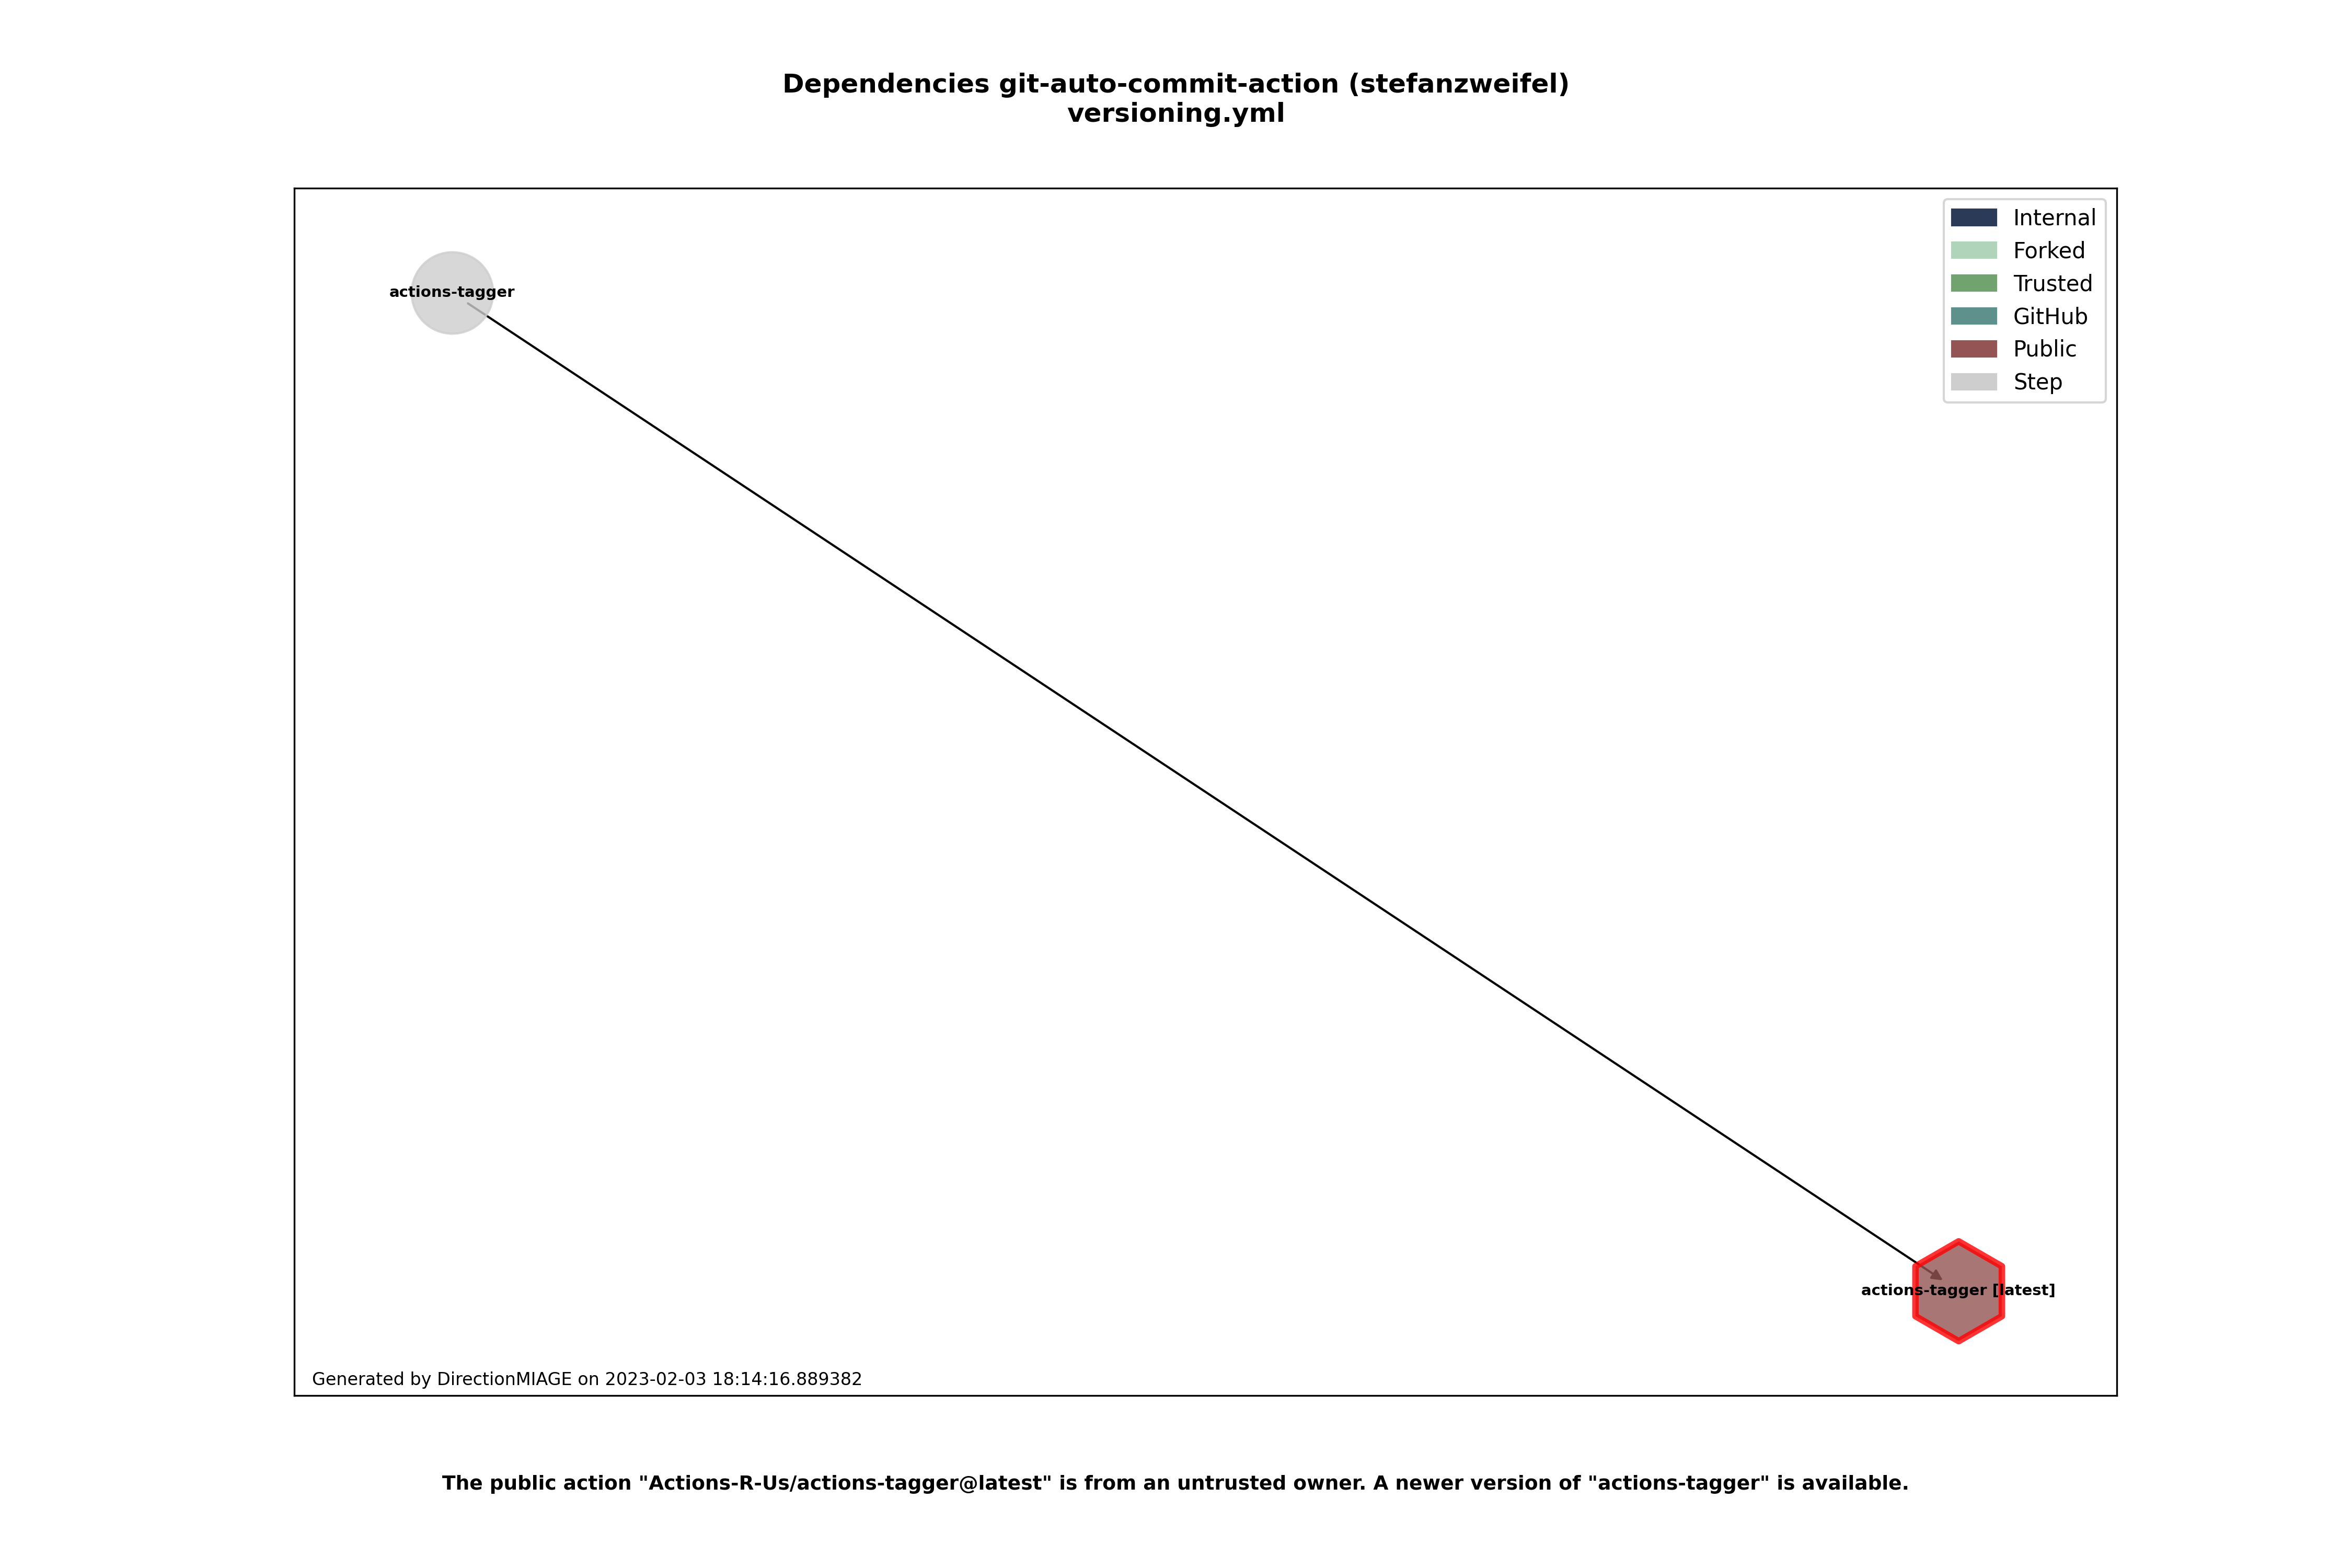 Dependencies git-auto-commit-action (stefanzweifel)
versioning.yml
Internal
Forked
Trusted
GitHub
Public
Step
actions-tagger
actions-tagger [latest]
Generated by DirectionMIAGE on 2023-02-03 18:14:16.889382
The public action "Actions-R-Us/actions-tagger@latest" is from an untrusted owner. A newer version of "actions-tagger" is available.